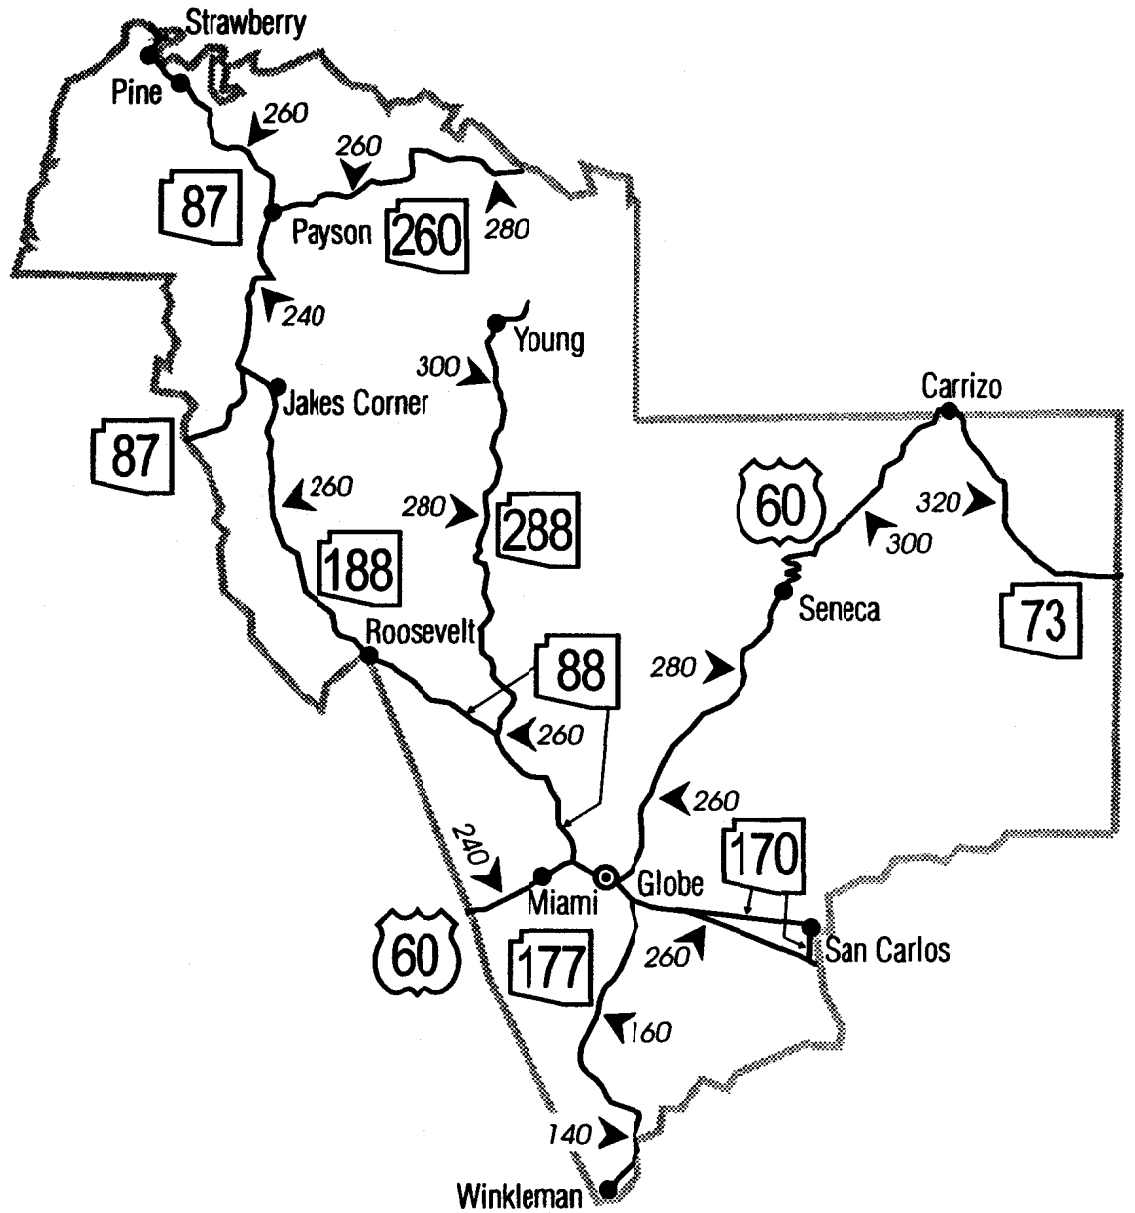 Strawberry
Pine
260
260
87
Payson
260
280
240
Young
300
Jakes Corner
Carrizo
87
260
280
288
60
320
300
188
Seneca
73
Roosevelt
88
280
260
260
240
170
Globe
Miami
60
177
260
San Carlos
160
140
Winkleman